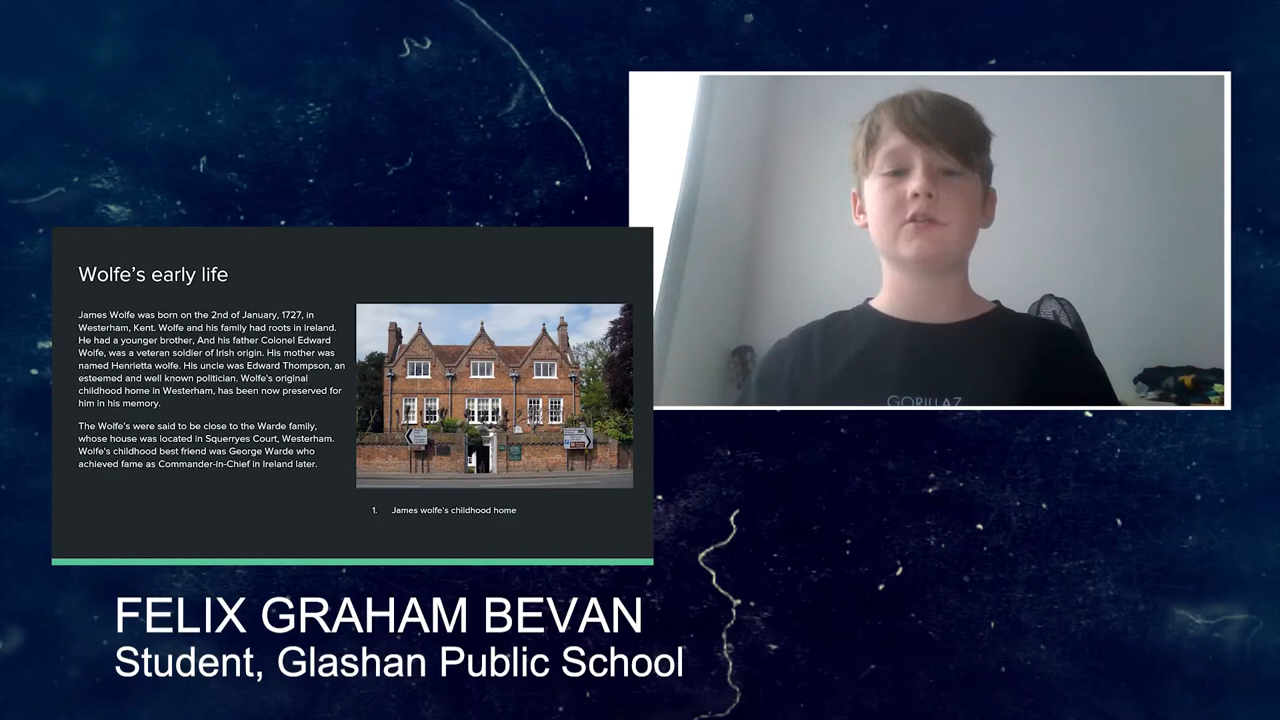 Wolfe's early life
James Wolfe was born on the 2nd of January, 1727, in
Westerham, Kent. Wolfe and his family had roots in ireland.
He had a younger brother, And his father Colonel Edward
Wolfe, was a veteran soldier of Irish origin. His mother was
named Henrietta wolfe. His uncle was Edward Thompson, an
esteemed and well known politician. Wolfe's original
childhood home in Westerham, has been now preserved for
him in his memory.
The Wolfe's were said to be close to the Warde family,
whose house was located in Squerryes Court, Westerham.
Wolfe's childhood best friend was George Warde who
achieved fame as Commander-in-Chief in Ireland later.
1. James wolfe's childhood home
GORILLAZ
FELIX GRAHAM BEVAN
Student, Glashan Public School